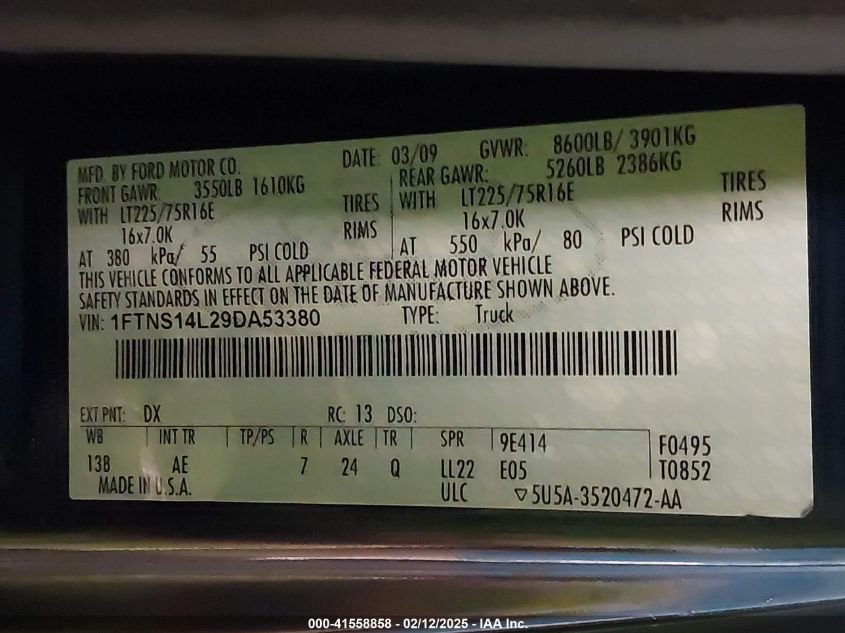 MFD. BY FORD MOTOR CO. DATE: 03/09 GVWR: 8600LB/ 3901KG
FRONT GAWR: 3550LB 1610KG REAR GAWR: 5260LB 2386KG
WITH LT225/75R16E TIRES WITH LT225/75R16E TIRES
16x7.0K RIMS 16x7.0K RIMS
AT 380 kPa/ 55 PSI COLD AT 550 kPa/ 80 PSI COLD
THIS VEHICLE CONFORMS TO ALL APPLICABLE FEDERAL MOTOR VEHICLE
SAFETY STANDARDS IN EFFECT ON THE DATE OF MANUFACTURE SHOWN ABOVE.
VIN: 1FTNS14L29DA53380 TYPE: Truck
EXT PNT: DX RC: 13 DSO:
WB INT TR TP/PS R AXLE TR SPR 9E414 F0495
138 AE 7 24 Q LL22 E05 T0852
MADE IN U.S.A. ULC ▽5U5A-3520472-AA
000-41558858 - 02/12/2025 - IAA Inc.